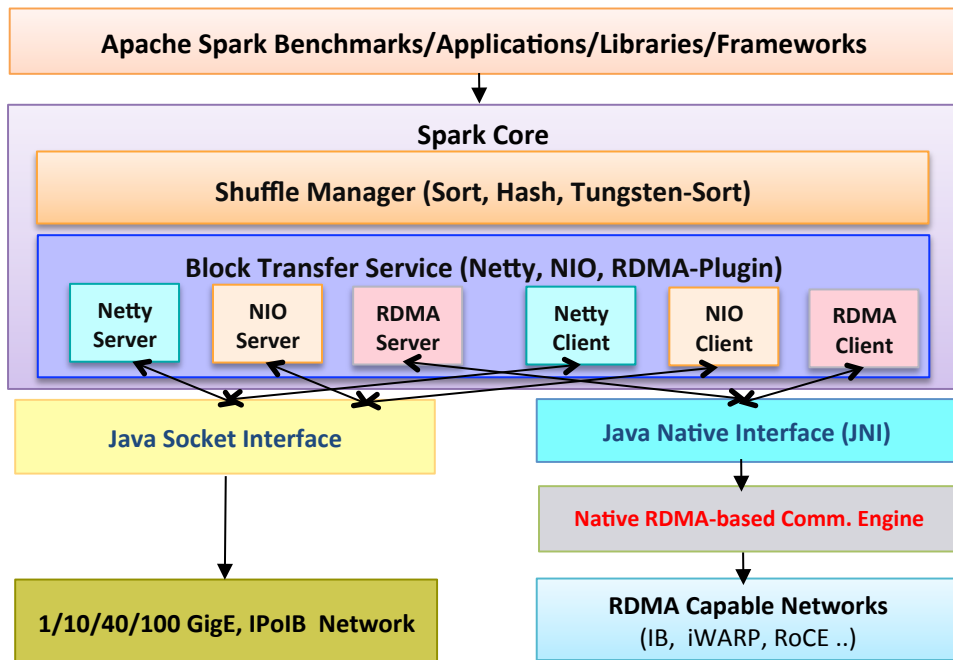 Apache Spark Benchmarks/Applications/Libraries/Frameworks
Spark Core
Shuffle Manager (Sort, Hash, Tungsten-Sort)
Block Transfer Service (Netty, NIO, RDMA-Plugin)
Netty
Server
NIO
Server
RDMA
Server
Netty
Client
NIO
Client
RDMA
Client
Java Socket Interface
Java Native Interface (JNI)
Native RDMA-based Comm. Engine
1/10/40/100 GigE, IPoIB Network
RDMA Capable Networks
(IB, iWARP, RoCE ..)